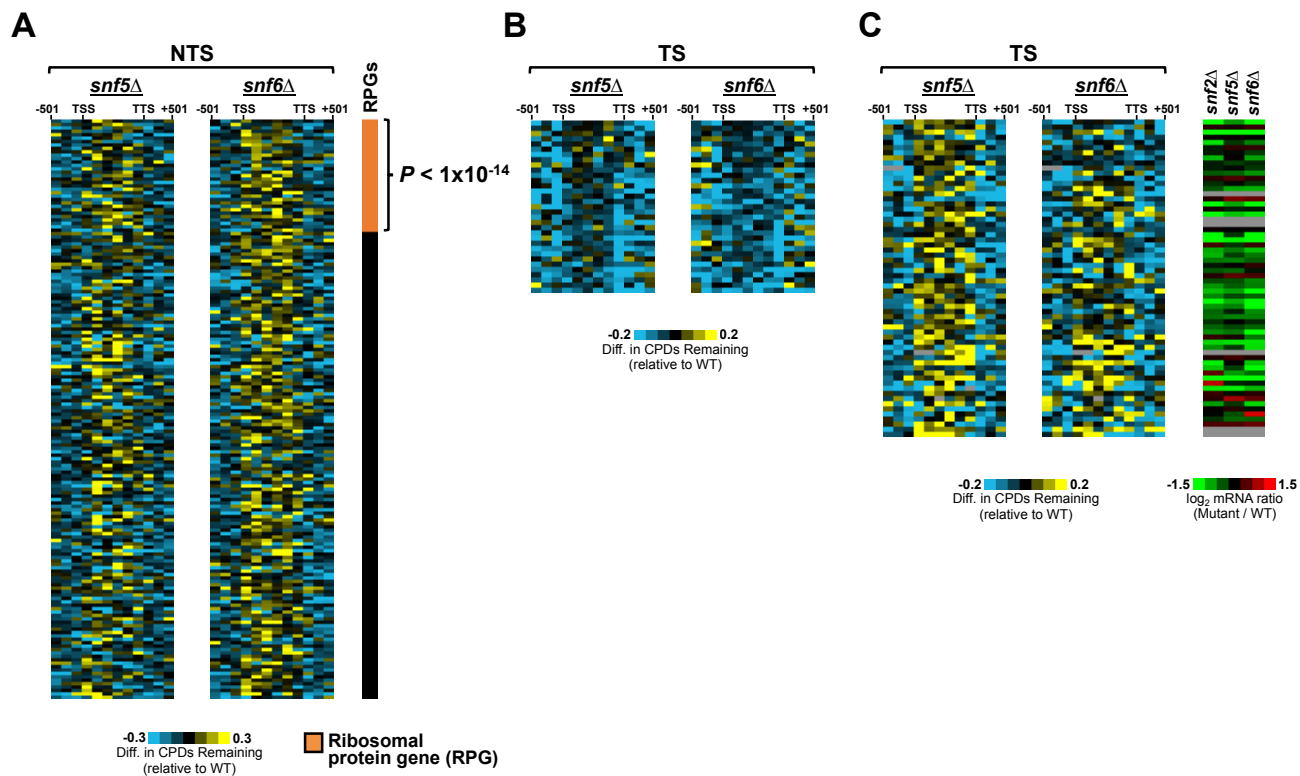 A
NTS
snf5Δ
snf6Δ
-501 TSS TTS +501
-501 TSS TTS +501
RPGs
P < 1x10-14
-0.3 0.3
Diff. in CPDs Remaining
(relative to WT)
Ribosomal
protein gene (RPG)
B
TS
snf5Δ
snf6Δ
-501 TSS TTS +501
-501 TSS TTS +501
-0.2 0.2
Diff. in CPDs Remaining
(relative to WT)
C
TS
snf5Δ
snf6Δ
-501 TSS TTS +501
-501 TSS TTS +501
snf2Δ
snf5Δ
snf6Δ
-0.2 0.2
Diff. in CPDs Remaining
(relative to WT)
-1.5 1.5
log2 mRNA ratio
(Mutant / WT)